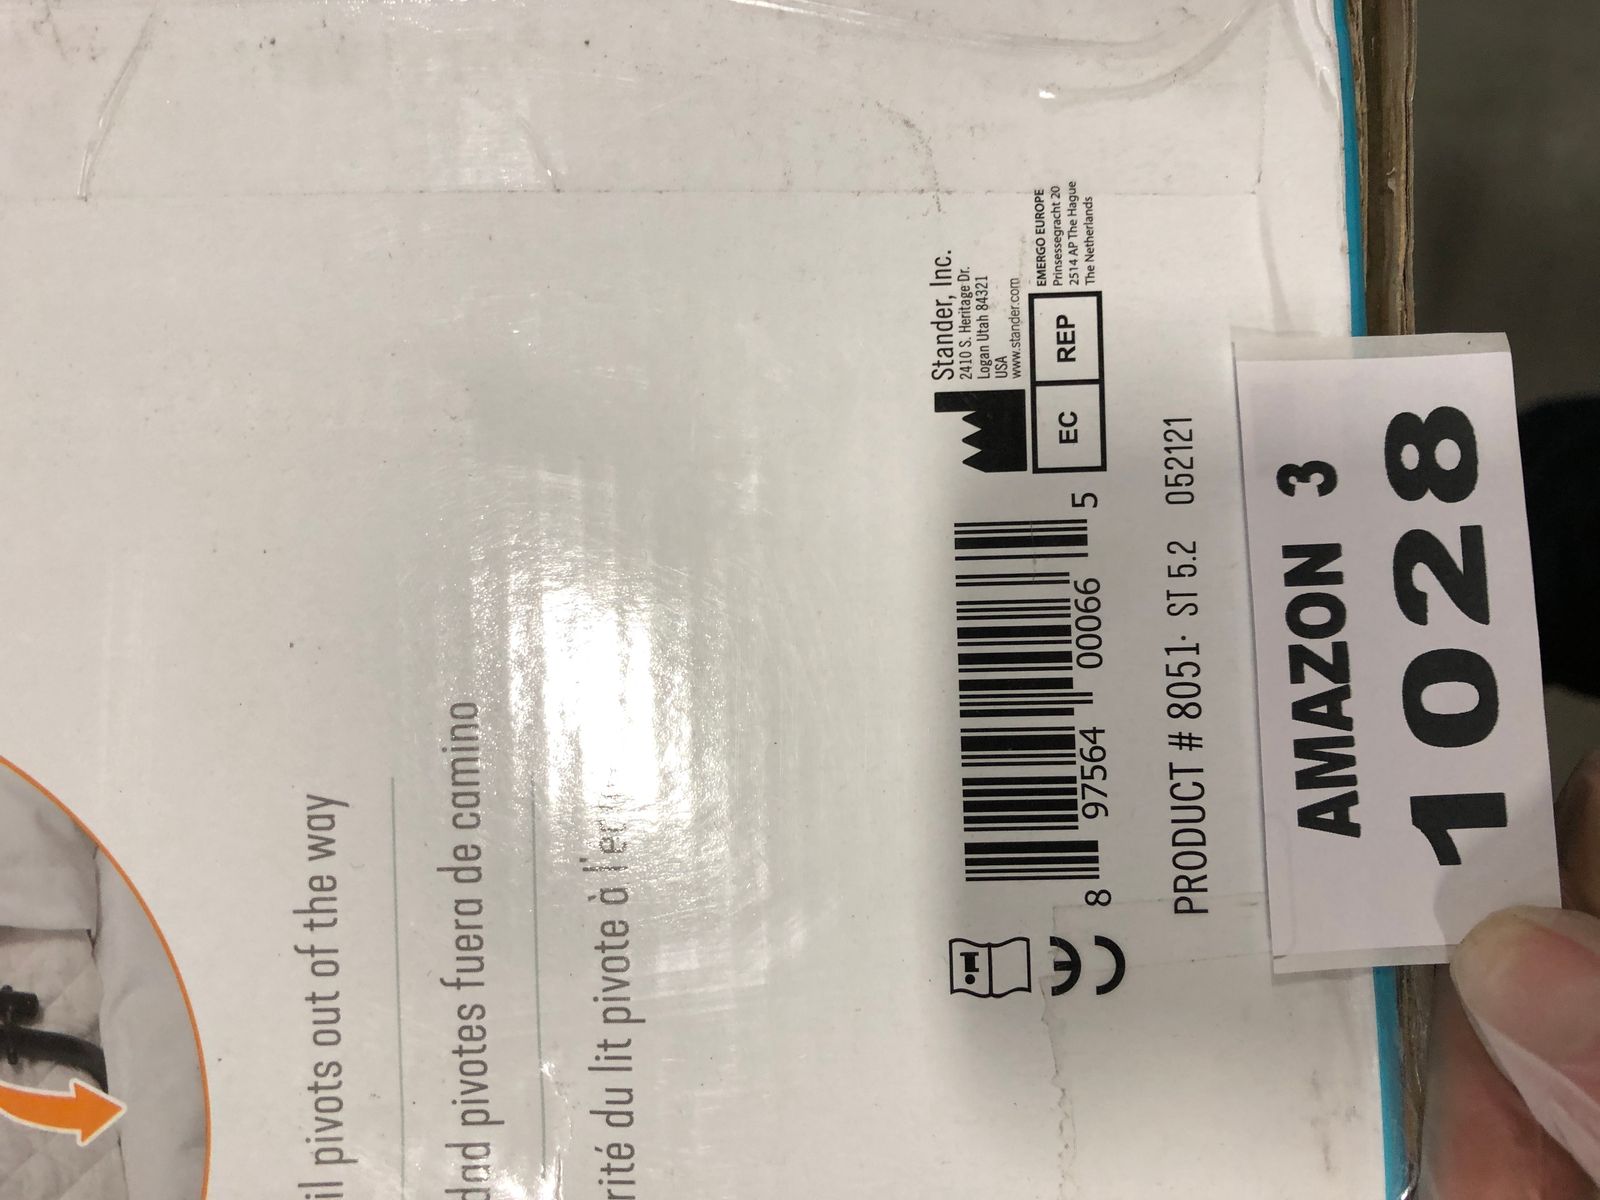 il pivots out of the way
dad pivotes fuera de camino
rité du lit pivote à
Stander, Inc.
2410 S. Heritage Dr.
Logan Utah 84321
USA
www.stander.com
EC REP
EMERGO EUROPE
Prinsessegracht 20
2514 AP The Hague
The Netherlands
CE
8 97564 00066 5
PRODUCT # 8051· ST 5.2 052121
AMAZON 3
1028